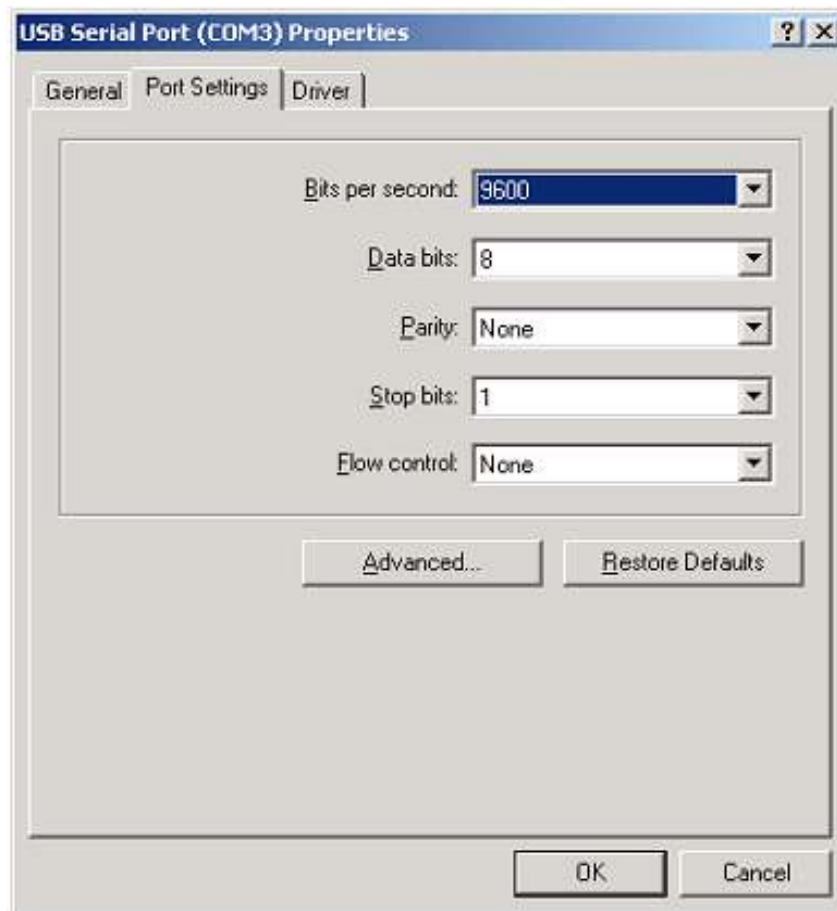 USB Serial Port (COM3) Properties ? X
General Port Settings Driver
Bits per second: 9600
Data bits: 8
Parity: None
Stop bits: 1
Flow control: None
Advanced... Restore Defaults
OK Cancel